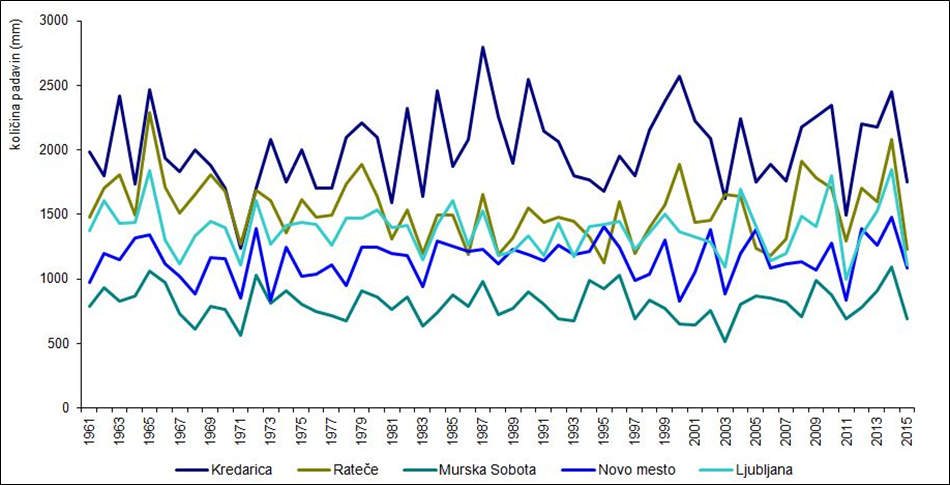 količina padavin (mm)
3000
2500
2000
1500
1000
500
0
1961 1963 1965 1967 1969 1971 1973 1975 1977 1979 1981 1983 1985 1987 1989 1991 1993 1995 1997 1999 2001 2003 2005 2007 2009 2011 2013 2015
Kredarica Rateče Murska Sobota Novo mesto Ljubljana